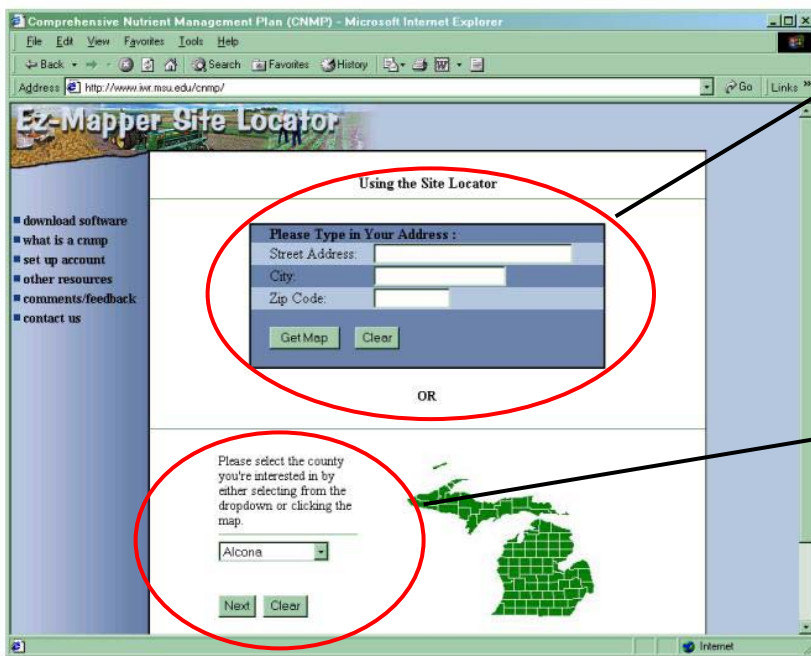 Comprehensive Nutrient Management Plan (CNMP) - Microsoft Internet Explorer
File Edit View Favorites Tools Help
Back Search Favorites History
Address http://www.iwr.msu.edu/cnmp/ Go Links »
Ez-Mapper Site Locator
Using the Site Locator
download software
what is a cnmp
set up account
other resources
comments/feedback
contact us
Please Type in Your Address :
Street Address:
City:
Zip Code:
Get Map Clear
OR
Please select the county
you're interested in by
either selecting from the
dropdown or clicking the
map.
Alcona
Next Clear
Internet